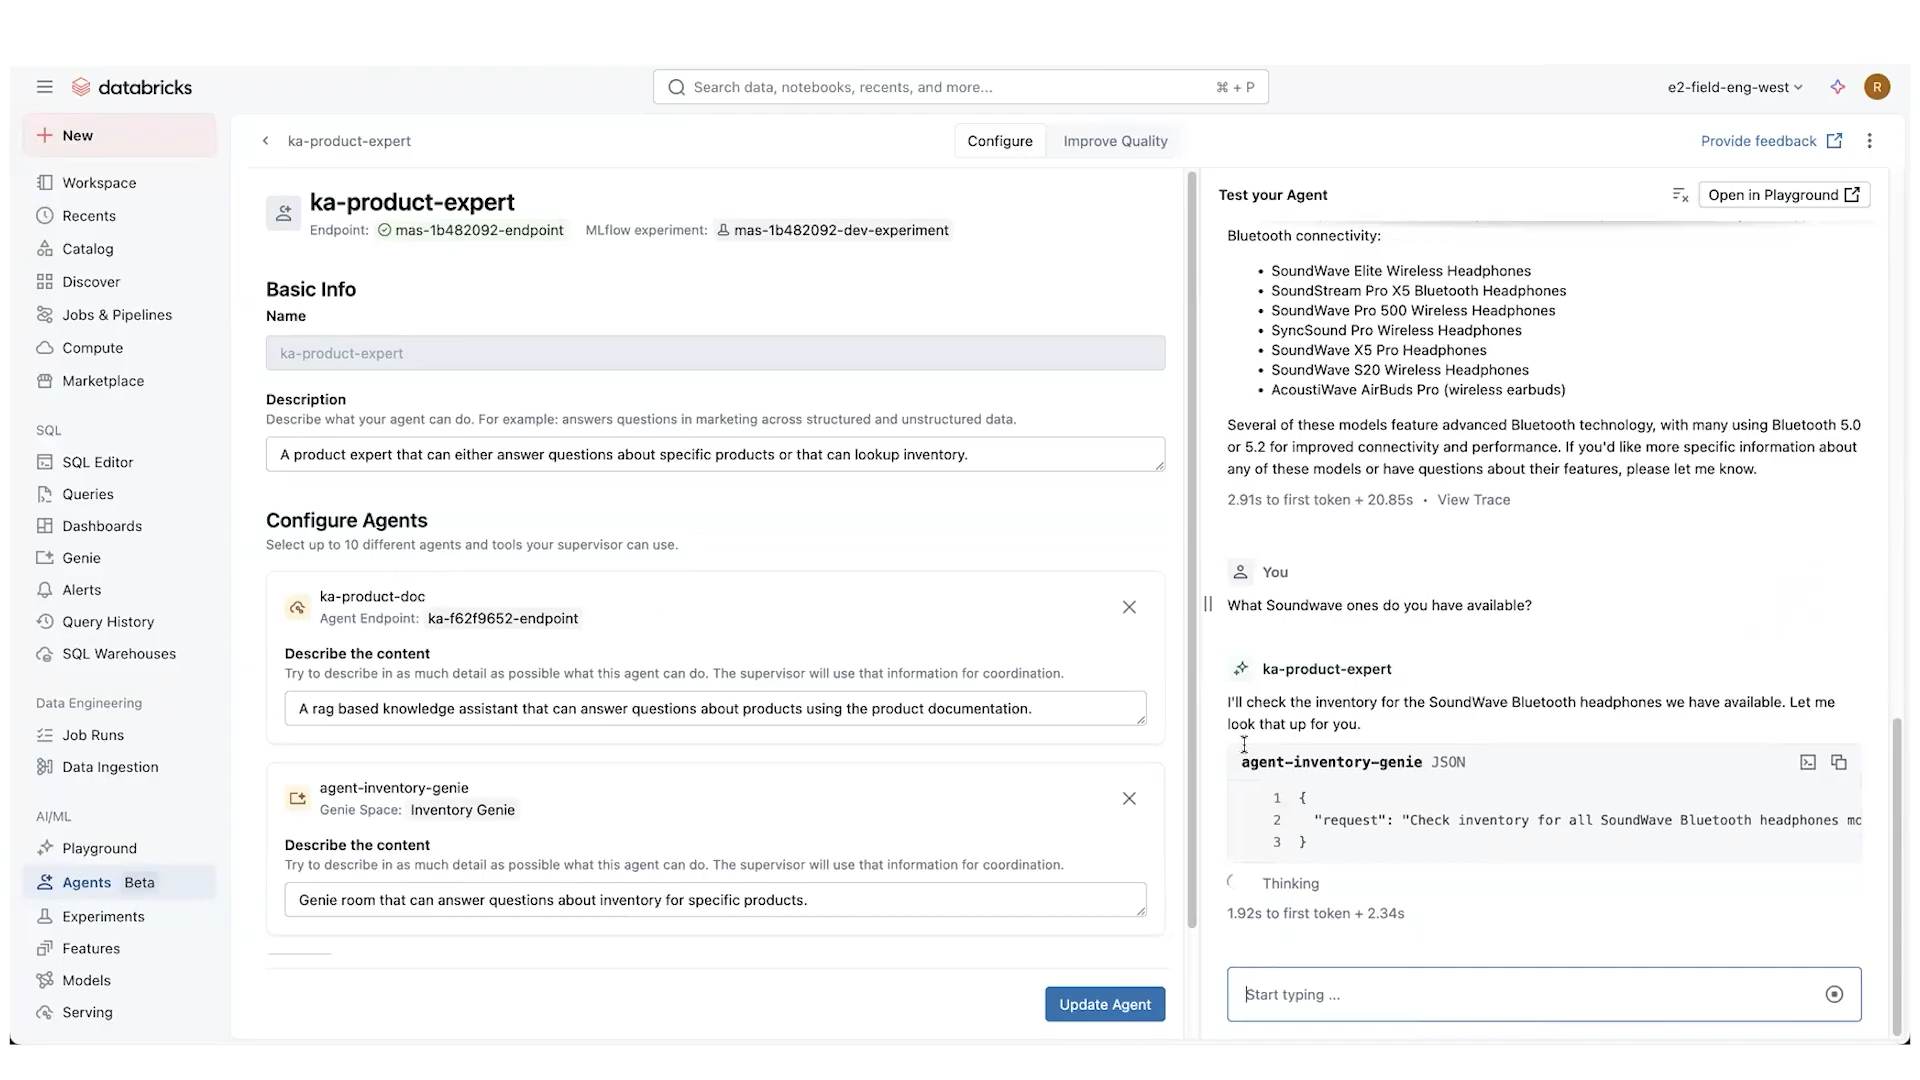 databricks
Search data, notebooks, recents, and more...
⌘ + P
e2-field-eng-west
R
New
Workspace
Recents
Catalog
Discover
Jobs & Pipelines
Compute
Marketplace
SQL
SQL Editor
Queries
Dashboards
Genie
Alerts
Query History
SQL Warehouses
Data Engineering
Job Runs
Data Ingestion
AI/ML
Playground
Agents Beta
Experiments
Features
Models
Serving
ka-product-expert
Configure
Improve Quality
Provide feedback
ka-product-expert
Endpoint: mas-1b482092-endpoint MLflow experiment: mas-1b482092-dev-experiment
Basic Info
Name
ka-product-expert
Description
Describe what your agent can do. For example: answers questions in marketing across structured and unstructured data.
A product expert that can either answer questions about specific products or that can lookup inventory.
Configure Agents
Select up to 10 different agents and tools your supervisor can use.
ka-product-doc
Agent Endpoint: ka-f62f9652-endpoint
Describe the content
Try to describe in as much detail as possible what this agent can do. The supervisor will use that information for coordination.
A rag based knowledge assistant that can answer questions about products using the product documentation.
agent-inventory-genie
Genie Space: Inventory Genie
Describe the content
Try to describe in as much detail as possible what this agent can do. The supervisor will use that information for coordination.
Genie room that can answer questions about inventory for specific products.
Update Agent
Test your Agent
Open in Playground
Bluetooth connectivity:
• SoundWave Elite Wireless Headphones
• SoundStream Pro X5 Bluetooth Headphones
• SoundWave Pro 500 Wireless Headphones
• SyncSound Pro Wireless Headphones
• SoundWave X5 Pro Headphones
• SoundWave S20 Wireless Headphones
• AcoustiWave AirBuds Pro (wireless earbuds)
Several of these models feature advanced Bluetooth technology, with many using Bluetooth 5.0
or 5.2 for improved connectivity and performance. If you'd like more specific information about
any of these models or have questions about their features, please let me know.
2.91s to first token + 20.85s • View Trace
You
What Soundwave ones do you have available?
ka-product-expert
I'll check the inventory for the SoundWave Bluetooth headphones we have available. Let me
look that up for you.
agent-inventory-genie JSON
1 {
2 "request": "Check inventory for all SoundWave Bluetooth headphones mo
3 }
Thinking
1.92s to first token + 2.34s
Start typing ...